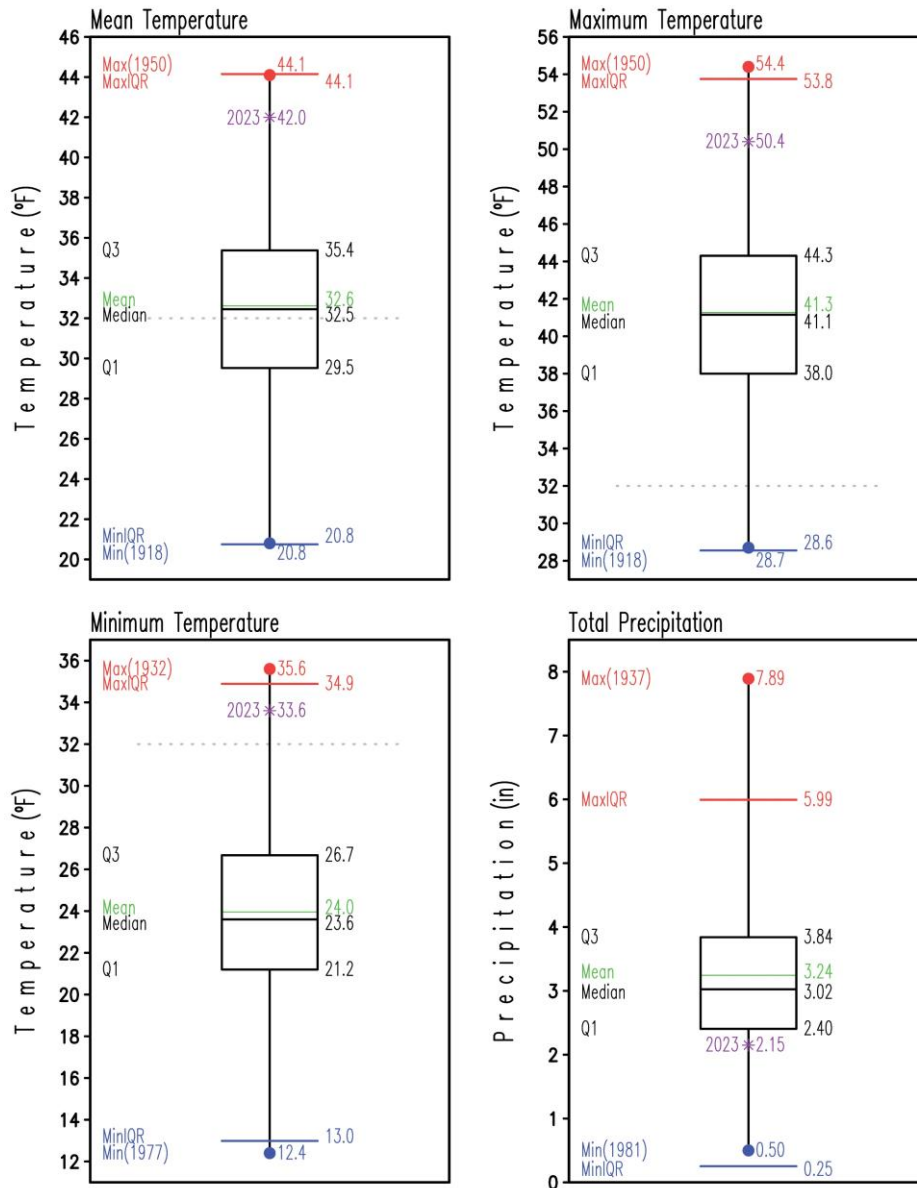 Mean Temperature
Temperature(ºF)
46
44
42
40
38
36
34
32
30
28
26
24
22
20
Max(1950) 44.1
MaxIQR 44.1
2023 42.0
Q3 35.4
Mean 32.6
Median 32.5
Q1 29.5
MinIQR 20.8
Min(1918) 20.8
Maximum Temperature
Temperature(ºF)
56
54
52
50
48
46
44
42
40
38
36
34
32
30
28
Max(1950) 54.4
MaxIQR 53.8
2023 50.4
Q3 44.3
Mean 41.3
Median 41.1
Q1 38.0
MinIQR 28.6
Min(1918) 28.7
Minimum Temperature
Temperature(ºF)
36
34
32
30
28
26
24
22
20
18
16
14
12
Max(1932) 35.6
MaxIQR 34.9
2023 33.6
Q3 26.7
Mean 24.0
Median 23.6
Q1 21.2
MinIQR 13.0
Min(1977) 12.4
Total Precipitation
Precipitation(in)
8
7
6
5
4
3
2
1
0
Max(1937) 7.89
MaxIQR 5.99
Q3 3.84
Mean 3.24
Median 3.02
Q1 2.40
2023 2.15
Min(1981) 0.50
MinIQR 0.25